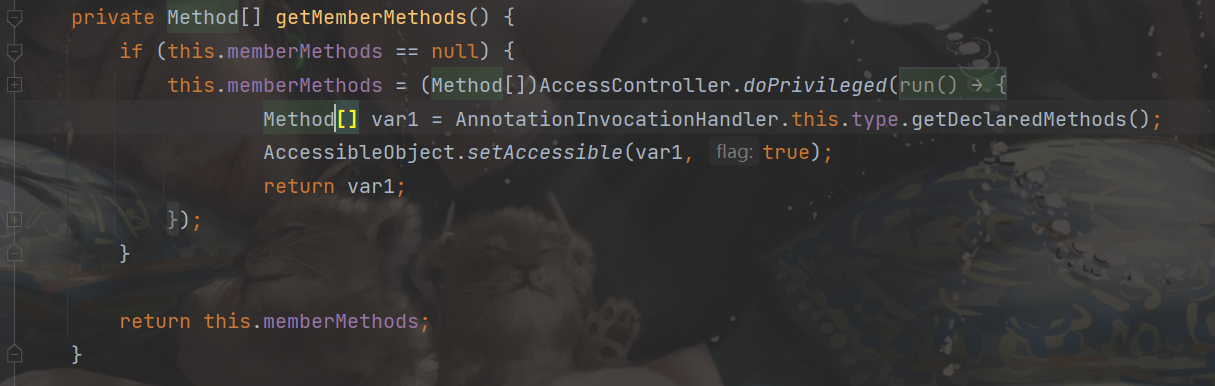 private Method[] getMemberMethods() {
if (this.memberMethods == null) {
this.memberMethods = (Method[])AccessController.doPrivileged(run() → {
Method[] var1 = AnnotationInvocationHandler.this.type.getDeclaredMethods();
AccessibleObject.setAccessible(var1, flag: true);
return var1;
});
}
return this.memberMethods;
}